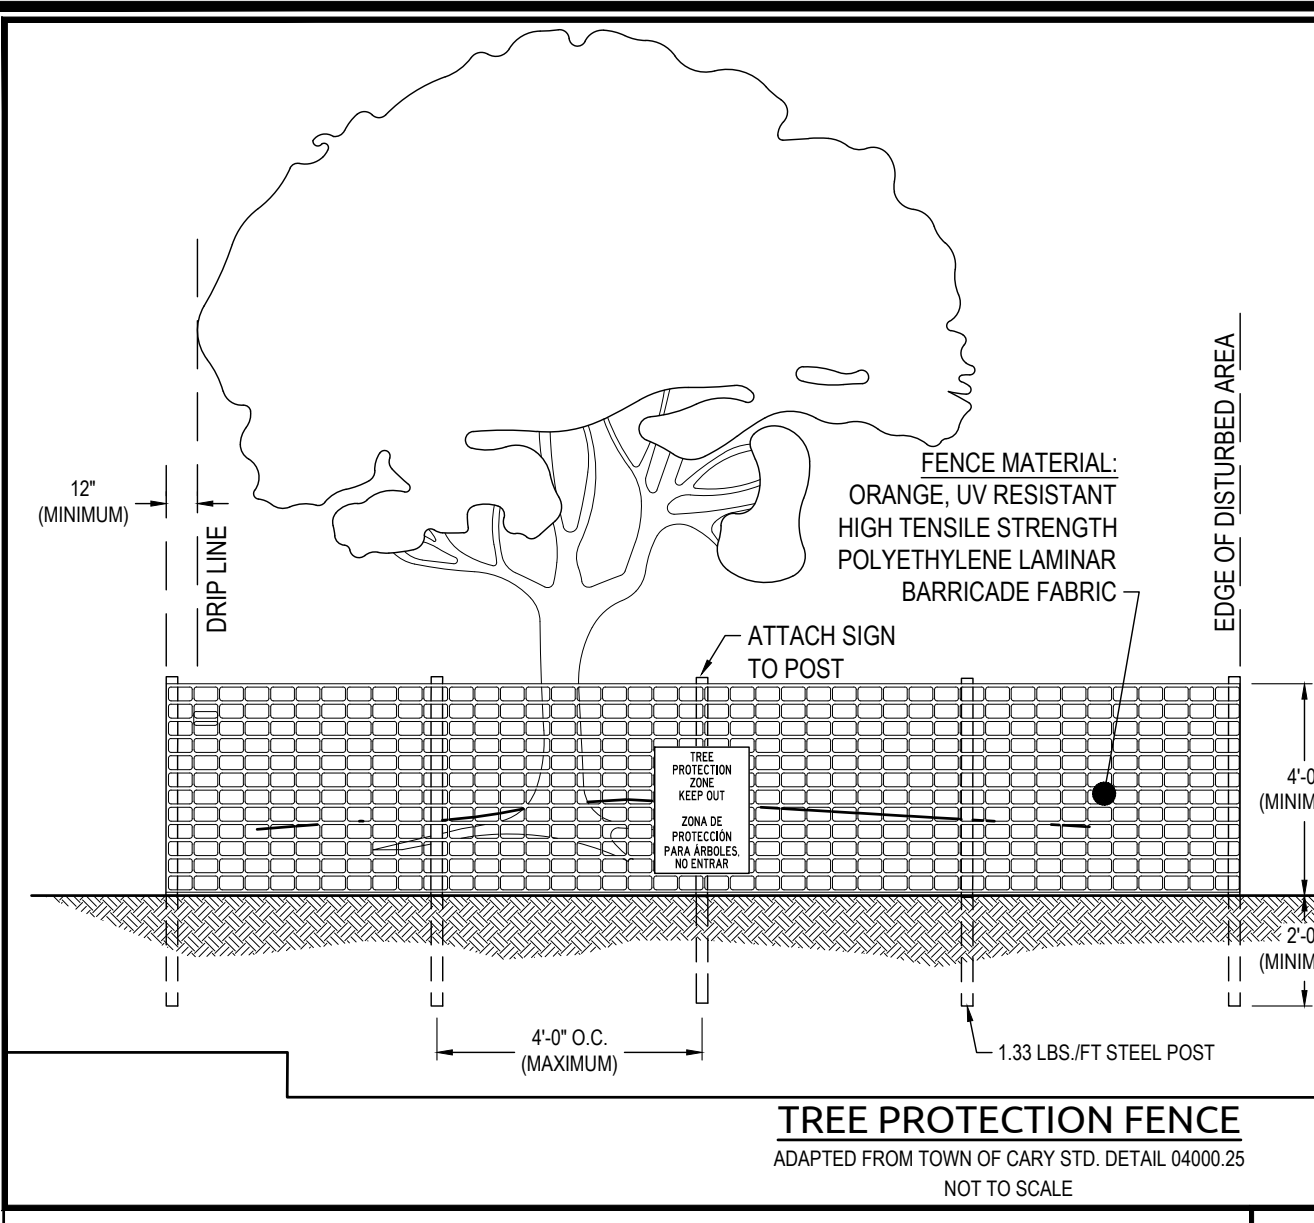 12"
(MINIMUM)
DRIP LINE
FENCE MATERIAL:
ORANGE, UV RESISTANT
HIGH TENSILE STRENGTH
POLYETHYLENE LAMINAR
BARRICADE FABRIC
EDGE OF DISTURBED AREA
ATTACH SIGN
TO POST
TREE
PROTECTION
ZONE
KEEP OUT
ZONA DE
PROTECCIÓN
PARA ÁRBOLES,
NO ENTRAR
4'-0
(MINIM
2'-0
(MINIM
4'-0" O.C.
(MAXIMUM)
1.33 LBS./FT STEEL POST
TREE PROTECTION FENCE
ADAPTED FROM TOWN OF CARY STD. DETAIL 04000.25
NOT TO SCALE